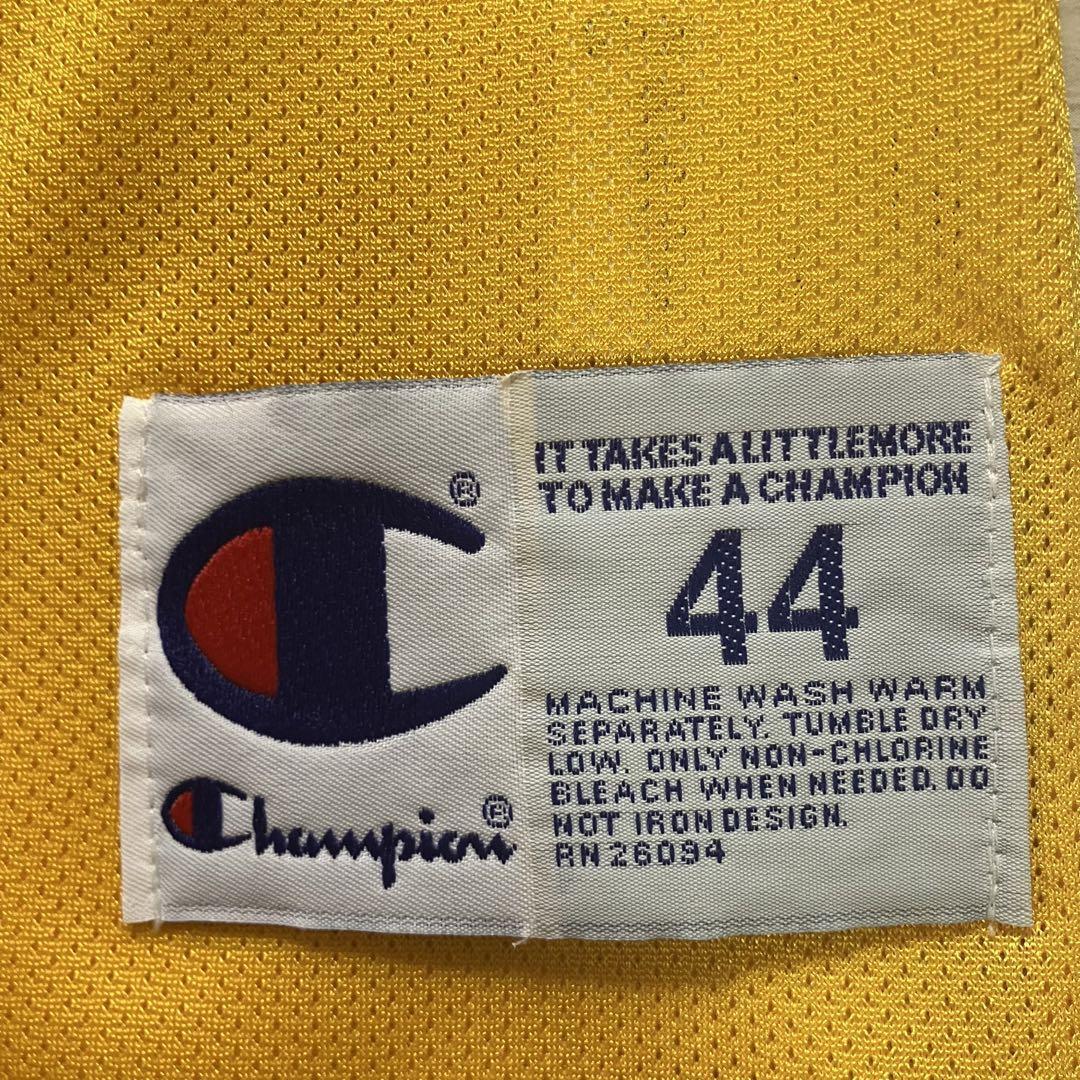 ®
Champion®
IT TAKES A LITTLE MORE
TO MAKE A CHAMPION
44
MACHINE WASH WARM
SEPARATELY. TUMBLE DRY
LOW. ONLY NON-CHLORINE
BLEACH WHEN NEEDED. DO
NOT IRON DESIGN.
RN 26094